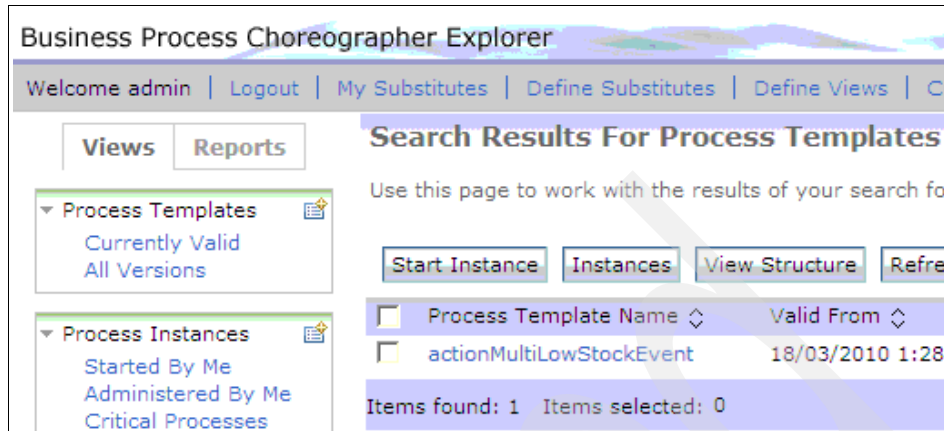 Business Process Choreographer Explorer
Welcome admin | Logout | My Substitutes | Define Substitutes | Define Views | C
Views Reports
Search Results For Process Templates
Use this page to work with the results of your search fo
Process Templates
Currently Valid
All Versions
Start Instance Instances View Structure Refre
Process Template Name Valid From
actionMultiLowStockEvent 18/03/2010 1:28
Items found: 1 Items selected: 0
Process Instances
Started By Me
Administered By Me
Critical Processes